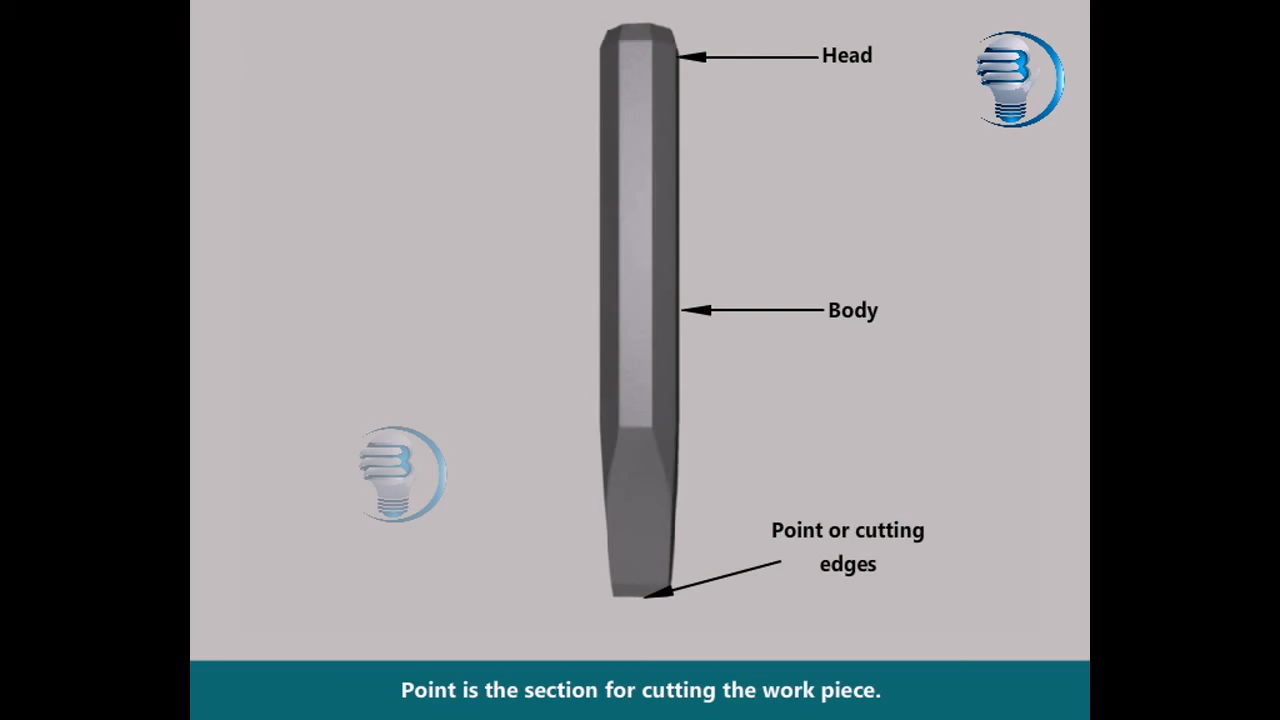 Head
Body
Point or cutting
edges
Point is the section for cutting the work piece.